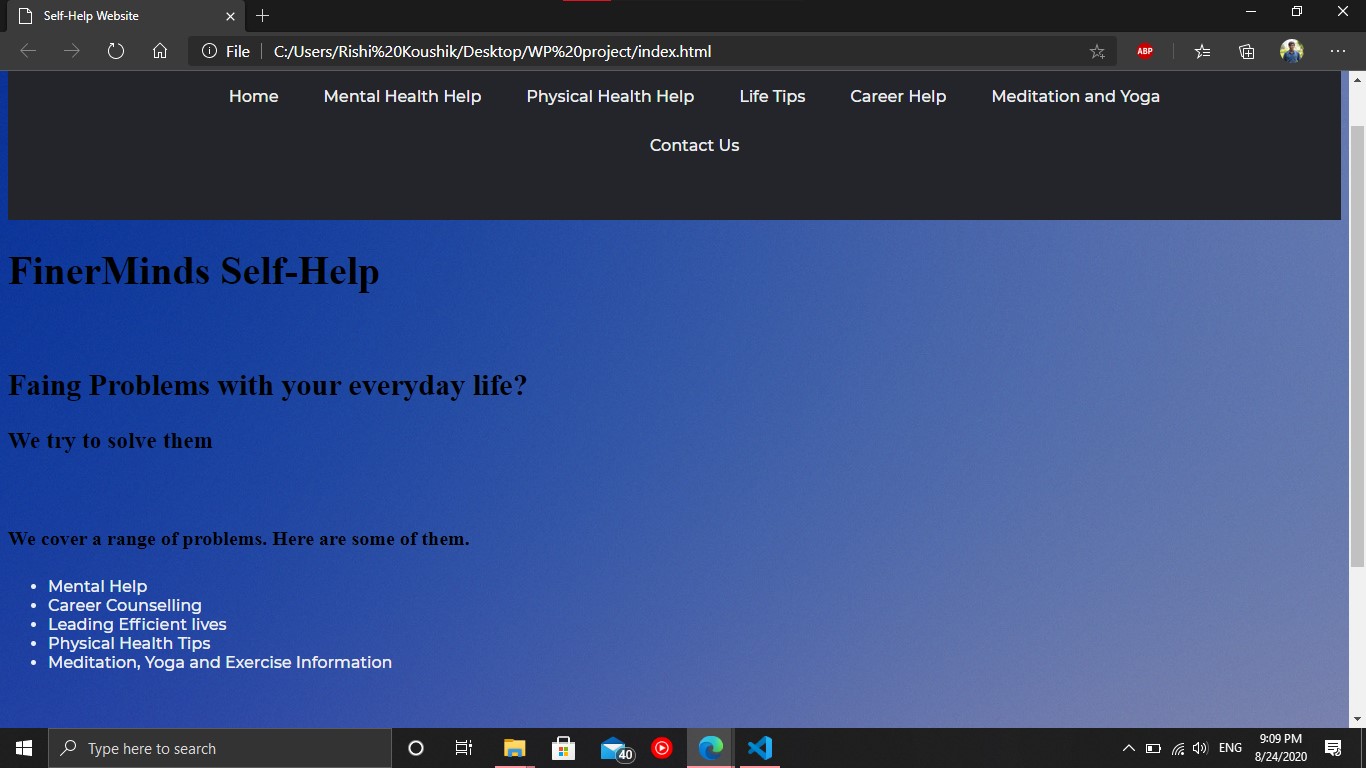 Self-Help Website
File C:/Users/Rishi%20Koushik/Desktop/WP%20project/index.html ABP
Home Mental Health Help Physical Health Help Life Tips Career Help Meditation and Yoga
Contact Us
FinerMinds Self-Help
Faing Problems with your everyday life?
We try to solve them
We cover a range of problems. Here are some of them.
Mental Help
Career Counselling
Leading Efficient lives
Physical Health Tips
Meditation, Yoga and Exercise Information
Type here to search 40 ENG 9:09 PM
8/24/2020